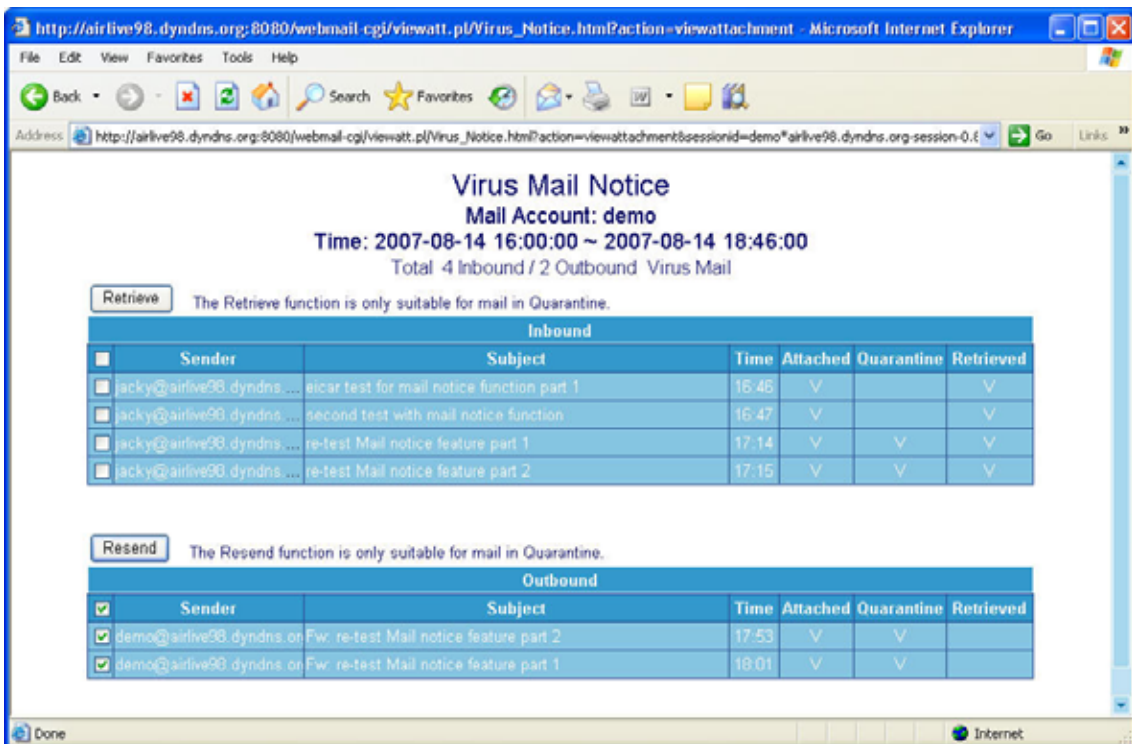 http://airlive98.dyndns.org:8080/webmail-cgi/viewatt.pl/Virus_Notice.html?action=viewattachment - Microsoft Internet Explorer
File Edit View Favorites Tools Help
Back Search Favorites
Address http://airlive98.dyndns.org:8080/webmail-cgi/viewatt.pl/Virus_Notice.html?action=viewattachment&sessionid=demo*airlive98.dyndns.org-session-0.8 Go Links »
Virus Mail Notice
Mail Account: demo
Time: 2007-08-14 16:00:00 ~ 2007-08-14 18:46:00
Total 4 Inbound / 2 Outbound Virus Mail
Retrieve The Retrieve function is only suitable for mail in Quarantine.
Inbound
Sender Subject Time Attached Quarantine Retrieved
jacky@airlive98.dyndns.... eicar test for mail notice function part 1 16:46 V V
jacky@airlive98.dyndns.... second test with mail notice function 16:47 V V
jacky@airlive98.dyndns.... re-test Mail notice feature part 1 17:14 V V V
jacky@airlive98.dyndns.... re-test Mail notice feature part 2 17:15 V V V
Resend The Resend function is only suitable for mail in Quarantine.
Outbound
Sender Subject Time Attached Quarantine Retrieved
demo@airlive98.dyndns.or Fw: re-test Mail notice feature part 2 17:53 V V
demo@airlive98.dyndns.or Fw: re-test Mail notice feature part 1 18:01 V V
Done Internet